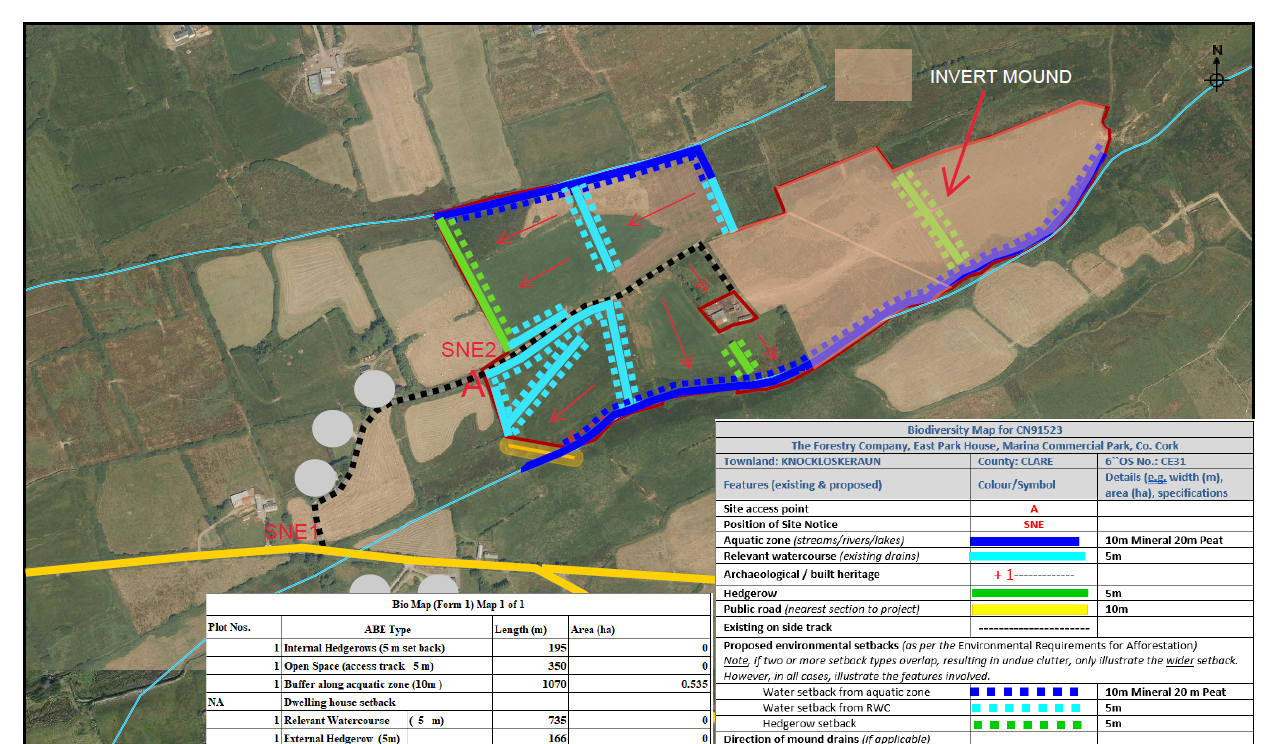 N
INVERT MOUND
SNE2
A
SNE1
Biodiversity Map for CN91523
The Forestry Company, East Park House, Marina Commercial Park, Co. Cork
Townland: KNOCKLOSKERAUN County: CLARE 6``OS No.: CE31
Features (existing & proposed) Colour/Symbol Details (e.g. width (m), area (ha), specifications
Site access point A
Position of Site Notice SNE
Aquatic zone (streams/rivers/lakes) 10m Mineral 20m Peat
Relevant watercourse (existing drains) 5m
Archaeological / built heritage + 1-------------
Hedgerow 5m
Public road (nearest section to project) 10m
Existing on side track -----------------------
Proposed environmental setbacks (as per the Environmental Requirements for Afforestation)
Note, if two or more setback types overlap, resulting in undue clutter, only illustrate the wider setback.
However, in all cases, illustrate the features involved.
Water setback from aquatic zone 10m Mineral 20 m Peat
Water setback from RWC 5m
Hedgerow setback 5m
Direction of mound drains (if applicable)
Bio Map (Form 1) Map 1 of 1
Plot Nos. ABE Type Length (m) Area (ha)
1 Internal Hedgerows (5 m set back) 195 0
1 Open Space (access track 5 m) 350 0
1 Buffer along acquatic zone (10m ) 1070 0.535
NA Dwelling house setback
1 Relevant Watercourse ( 5 m) 735 0
1 External Hedgerow (5m) 166 0